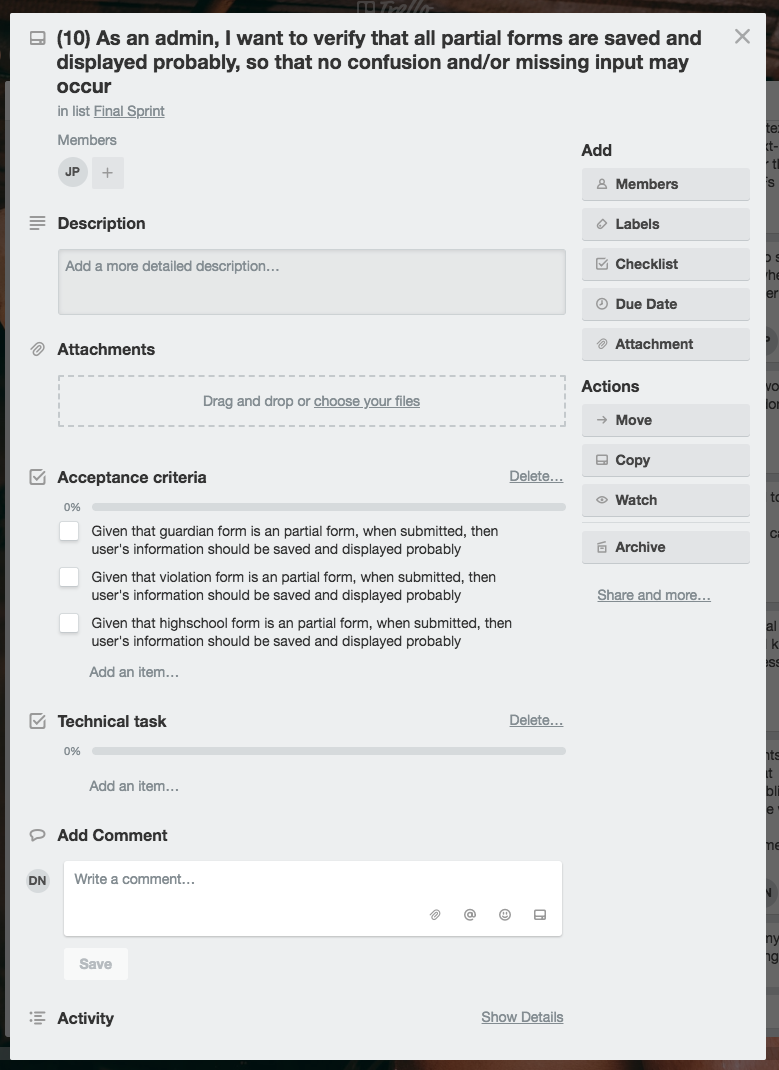 Trello
(10) As an admin, I want to verify that all partial forms are saved and
displayed probably, so that no confusion and/or missing input may
occur
in list Final Sprint
Members
JP
+
Description
Add a more detailed description…
Attachments
Drag and drop or choose your files
Acceptance criteria
Delete…
0%
Given that guardian form is an partial form, when submitted, then
user's information should be saved and displayed probably
Given that violation form is an partial form, when submitted, then
user's information should be saved and displayed probably
Given that highschool form is an partial form, when submitted, then
user's information should be saved and displayed probably
Add an item…
Technical task
Delete…
0%
Add an item…
Add Comment
DN
Write a comment…
@
Save
Activity
Show Details
Add
Members
Labels
Checklist
Due Date
Attachment
Actions
Move
Copy
Watch
Archive
Share and more…